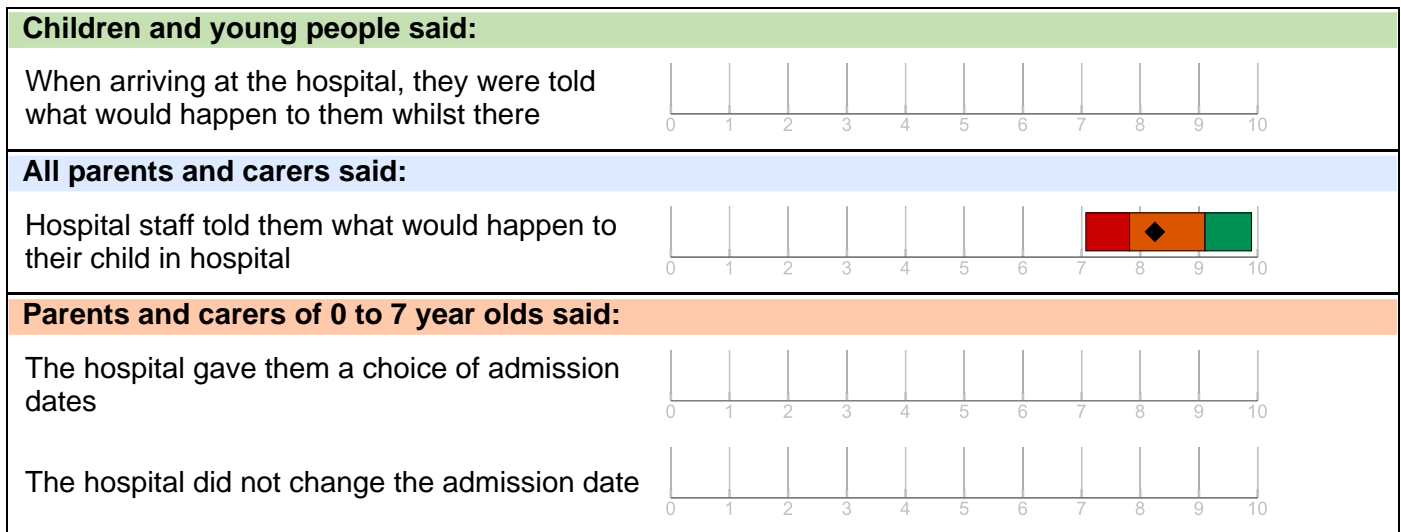 Children and young people said:
When arriving at the hospital, they were told
what would happen to them whilst there
0 1 2 3 4 5 6 7 8 9 10
All parents and carers said:
Hospital staff told them what would happen to
their child in hospital
0 1 2 3 4 5 6 7 8 9 10
Parents and carers of 0 to 7 year olds said:
The hospital gave them a choice of admission
dates
0 1 2 3 4 5 6 7 8 9 10
The hospital did not change the admission date
0 1 2 3 4 5 6 7 8 9 10